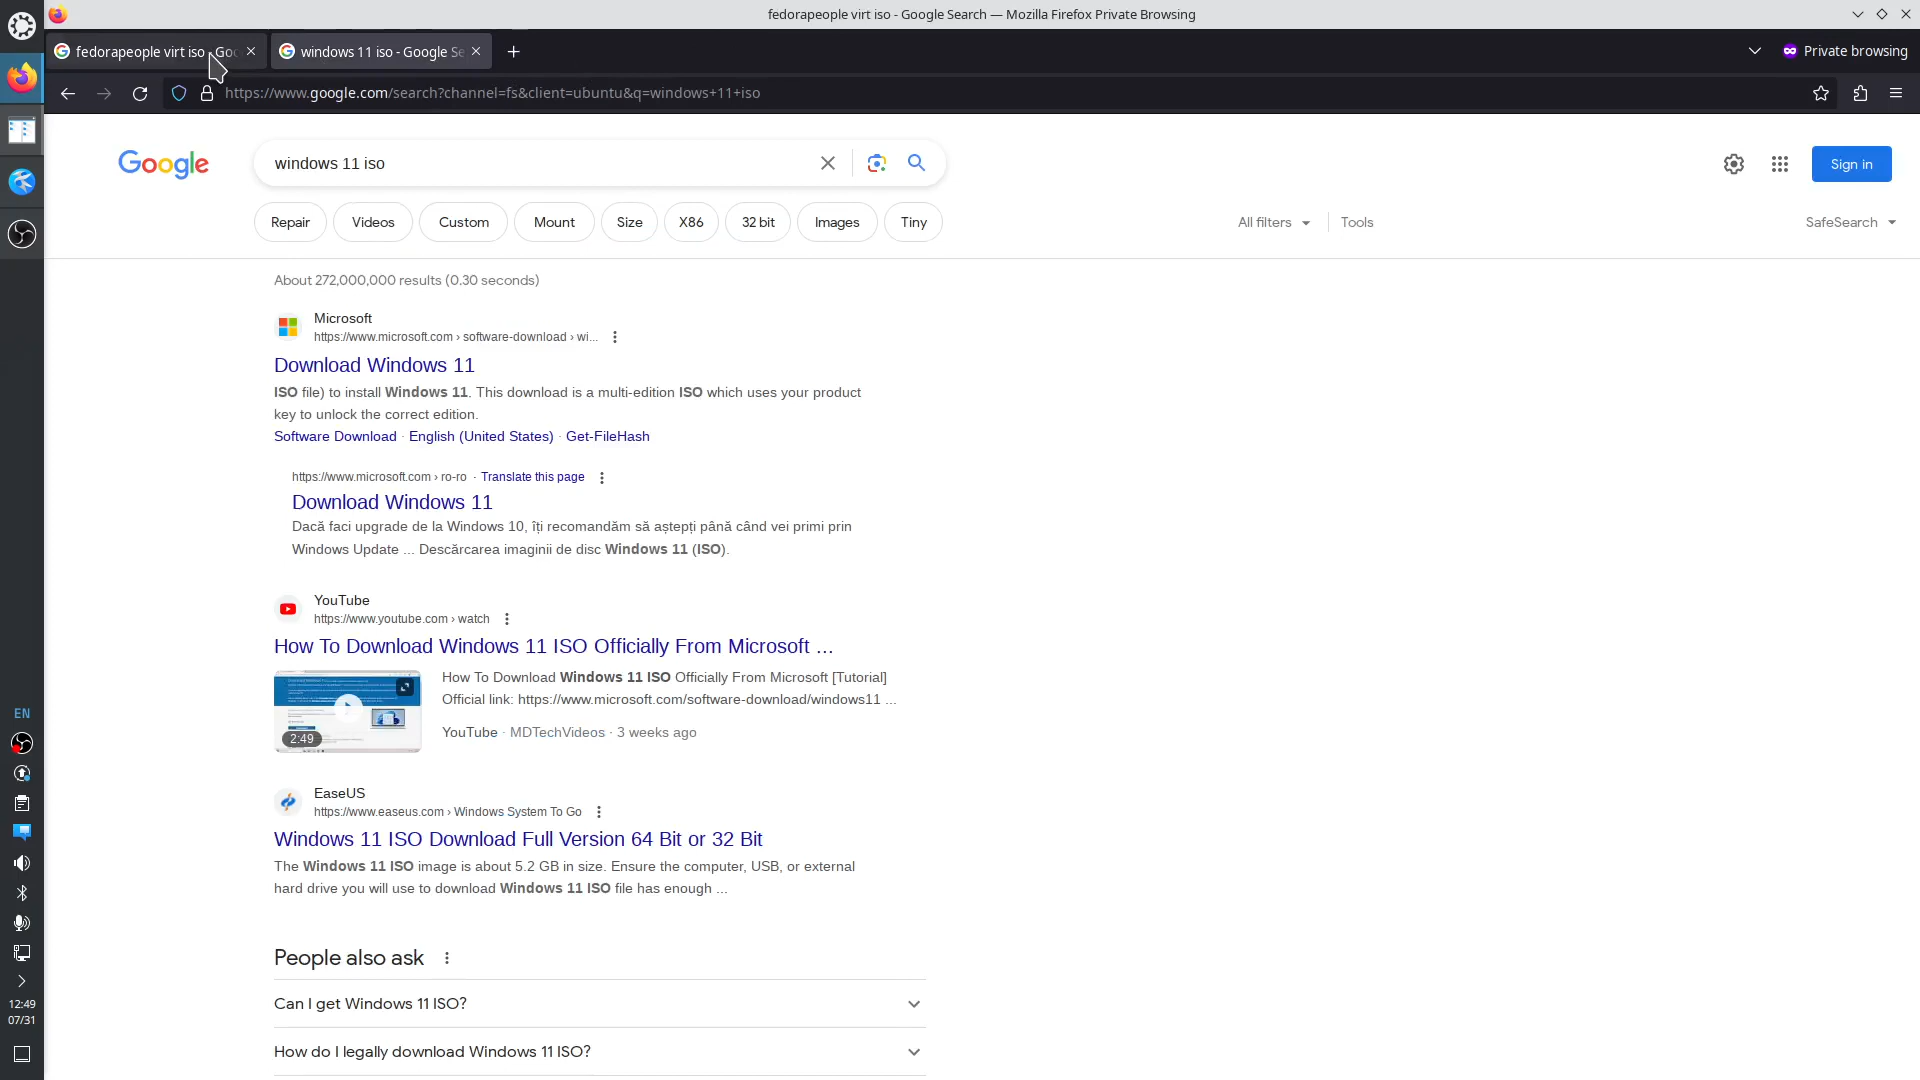 fedorapeople virt iso - Google Search — Mozilla Firefox Private Browsing
fedorapeople virt iso - Goo
windows 11 iso - Google Se
Private browsing
https://www.google.com/search?channel=fs&client=ubuntu&q=windows+11+iso
Google
windows 11 iso
Sign in
Repair
Videos
Custom
Mount
Size
X86
32 bit
Images
Tiny
All filters
Tools
SafeSearch
About 272,000,000 results (0.30 seconds)
Microsoft
https://www.microsoft.com › software-download › wi...
Download Windows 11
ISO file) to install Windows 11. This download is a multi-edition ISO which uses your product
key to unlock the correct edition.
Software Download · English (United States) · Get-FileHash
https://www.microsoft.com › ro-ro · Translate this page
Download Windows 11
Dacă faci upgrade de la Windows 10, îți recomandăm să aștepți până când vei primi prin
Windows Update ... Descărcarea imaginii de disc Windows 11 (ISO).
YouTube
https://www.youtube.com › watch
How To Download Windows 11 ISO Officially From Microsoft ...
2:49
How To Download Windows 11 ISO Officially From Microsoft [Tutorial]
Official link: https://www.microsoft.com/software-download/windows11 ...
YouTube · MDTechVideos · 3 weeks ago
EaseUS
https://www.easeus.com › Windows System To Go
Windows 11 ISO Download Full Version 64 Bit or 32 Bit
The Windows 11 ISO image is about 5.2 GB in size. Ensure the computer, USB, or external
hard drive you will use to download Windows 11 ISO file has enough ...
People also ask
Can I get Windows 11 ISO?
How do I legally download Windows 11 ISO?
EN
12:49
07/31